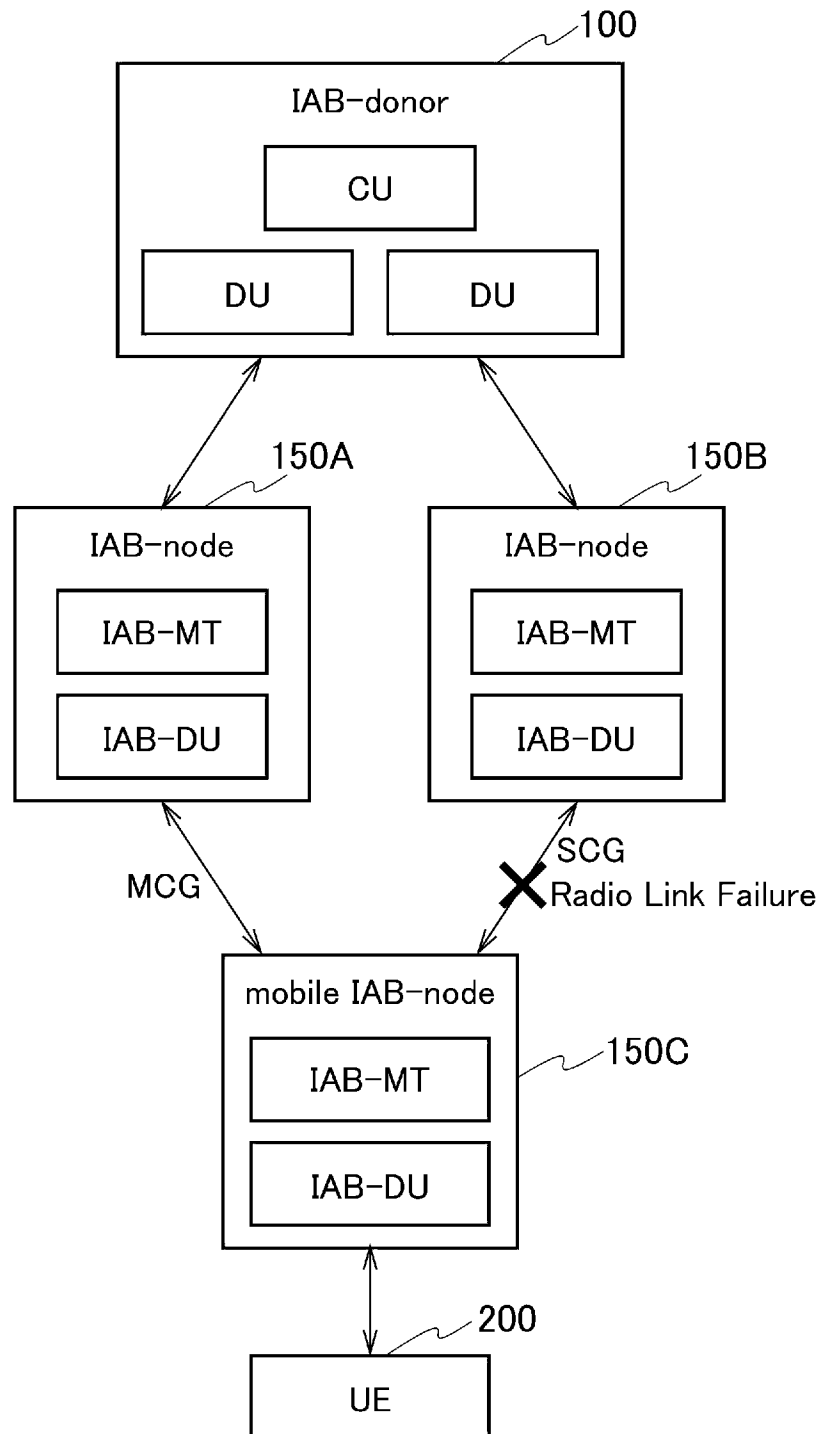 100
IAB-donor
CU
DU
DU
150A
150B
IAB-node
IAB-node
IAB-MT
IAB-MT
IAB-DU
IAB-DU
MCG
SCG
Radio Link Failure
mobile IAB-node
IAB-MT
150C
IAB-DU
200
UE